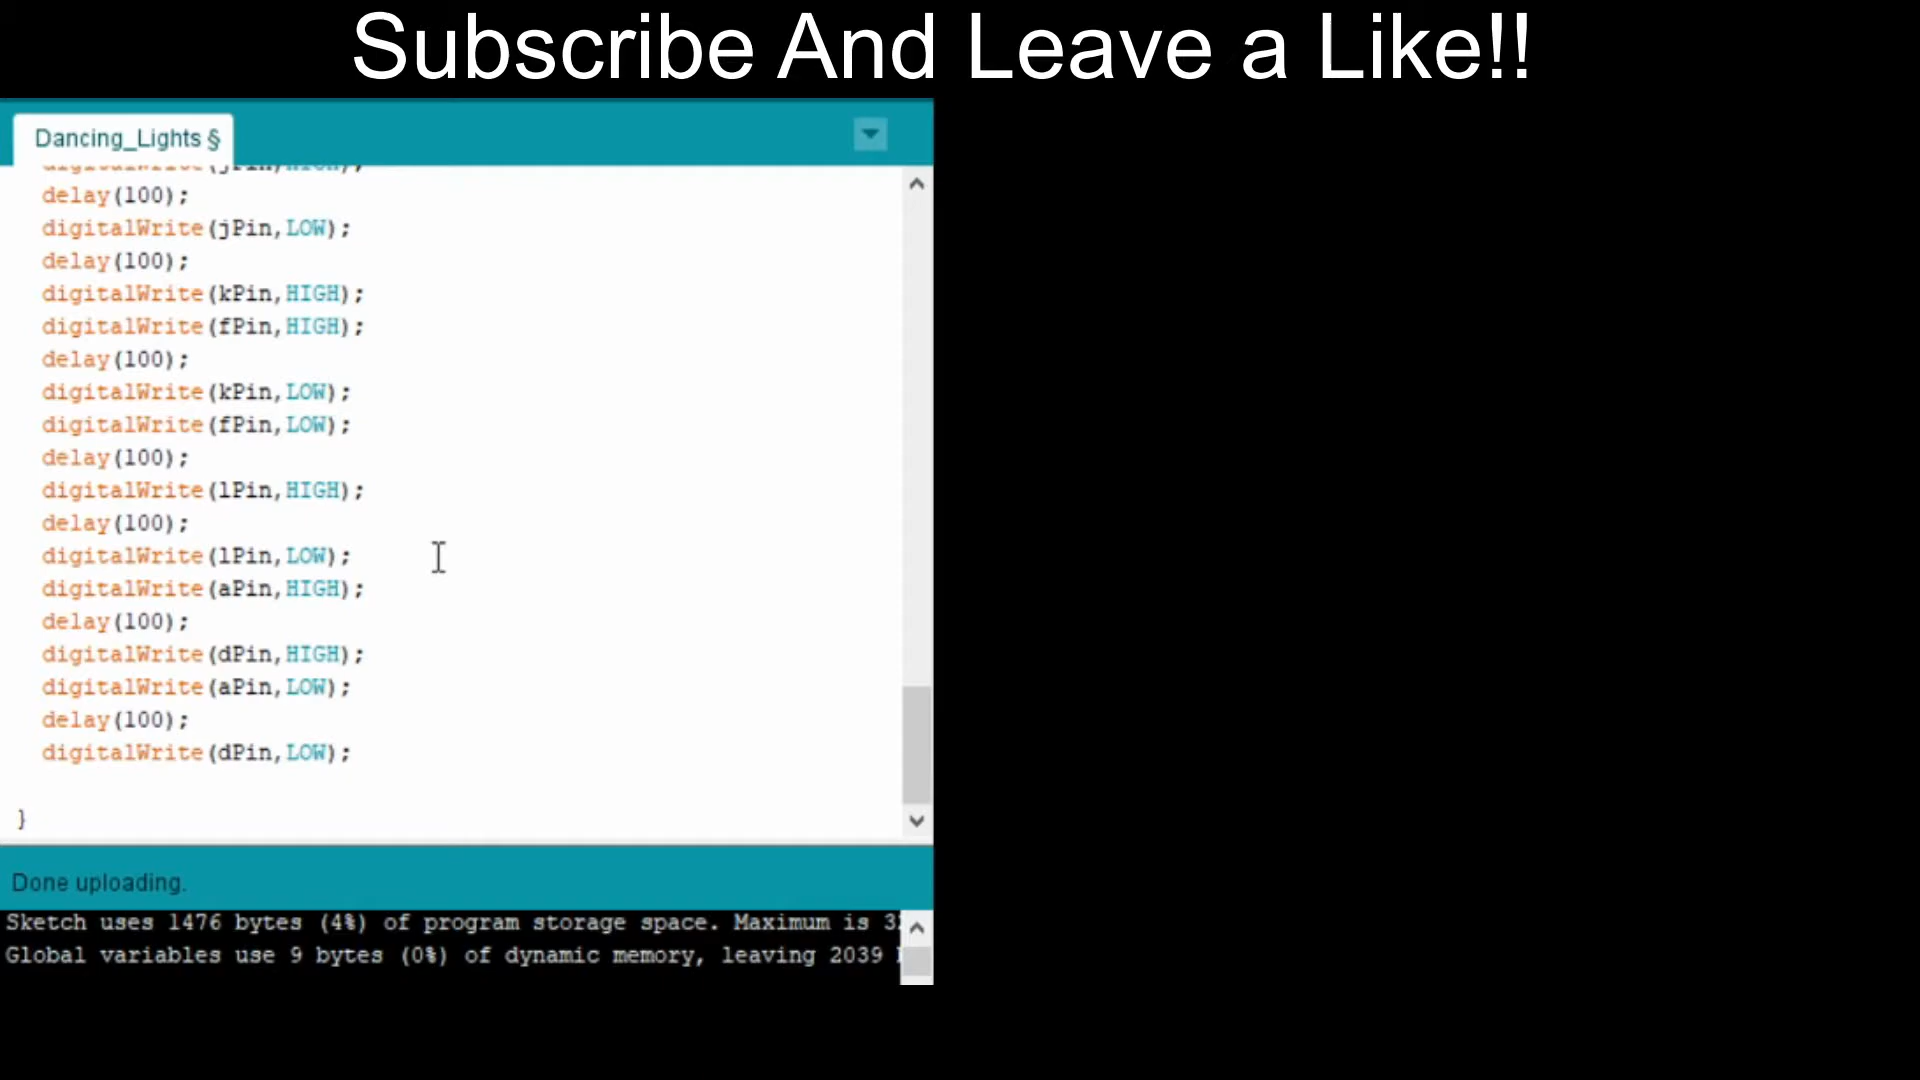 Subscribe And Leave a Like!!
Dancing_Lights §
digitalWrite(jPin,HIGH);
delay(100);
digitalWrite(jPin,LOW);
delay(100);
digitalWrite(kPin,HIGH);
digitalWrite(fPin,HIGH);
delay(100);
digitalWrite(kPin,LOW);
digitalWrite(fPin,LOW);
delay(100);
digitalWrite(lPin,HIGH);
delay(100);
digitalWrite(lPin,LOW);
digitalWrite(aPin,HIGH);
delay(100);
digitalWrite(dPin,HIGH);
digitalWrite(aPin,LOW);
delay(100);
digitalWrite(dPin,LOW);
}
Done uploading.
Sketch uses 1476 bytes (4%) of program storage space. Maximum is
Global variables use 9 bytes (0%) of dynamic memory, leaving 2039